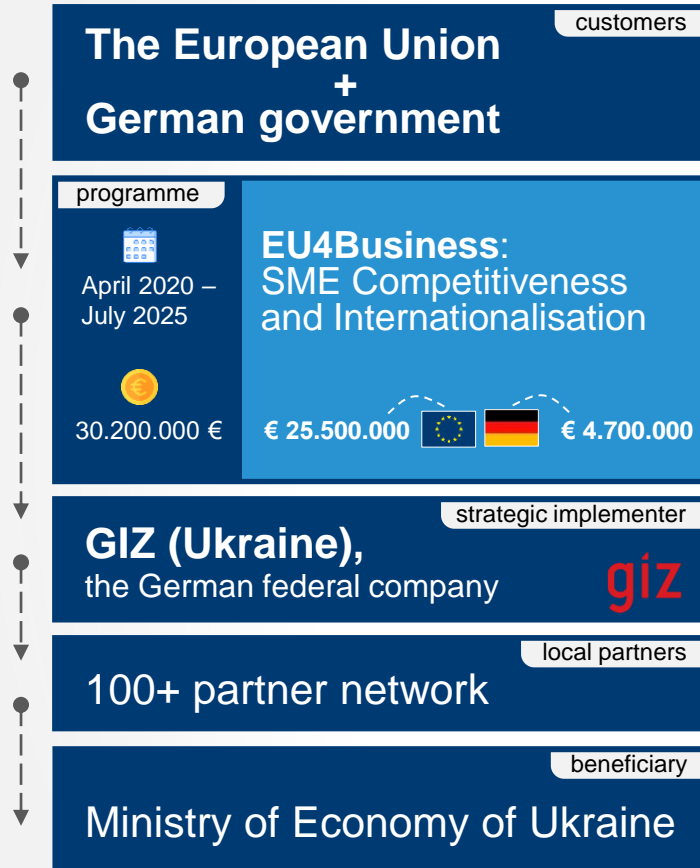 customers
The European Union
+
German government
programme
April 2020 –
July 2025
30.200.000 €
EU4Business:
SME Competitiveness
and Internationalisation
€ 25.500.000
€ 4.700.000
strategic implementer
GIZ (Ukraine),
the German federal company
giz
local partners
100+ partner network
beneficiary
Ministry of Economy of Ukraine